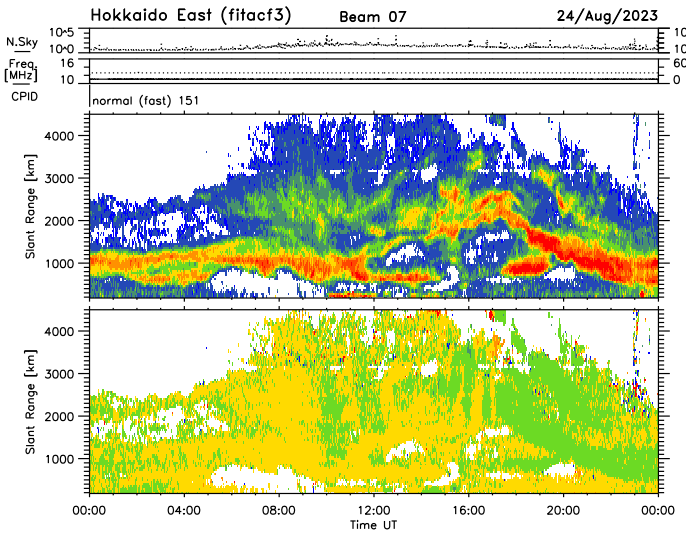 Hokkaido East (fitacf3) Beam 07 24/Aug/2023
N.Sky 10^5 10^0 10 10
Freq. [MHz] 16 10 60 0
CPID normal (fast) 151
Slant Range [km] 4000 3000 2000 1000
Slant Range [km] 4000 3000 2000 1000
00:00 04:00 08:00 12:00 16:00 20:00 00:00
Time UT